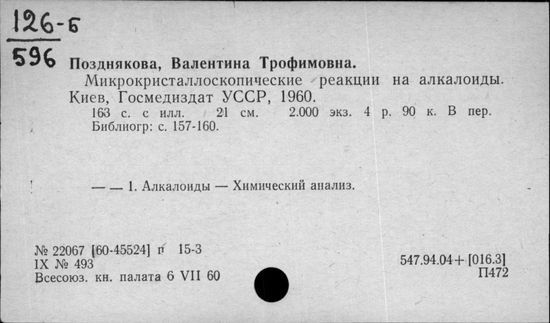 126-Б
596
Позднякова, Валентина Трофимовна.
Микрокристаллоскопические реакции на алкалоиды.
Киев, Госмедиздат УССР, 1960.
163 с. с илл. 21 см. 2.000 экз. 4 р. 90 к. В пер.
Библиогр: с. 157-160.
— — 1. Алкалоиды — Химический анализ.
№ 22067 [60-45524] п 15-3
IX № 493
Всесоюз. кн. палата 6 VII 60
547.94.04+[016.3]
П472